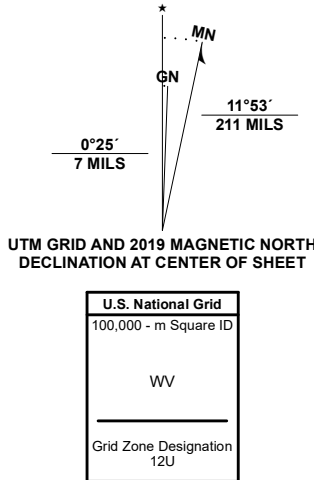 ★
MN
GN
11°53´
211 MILS
0°25´
7 MILS
UTM GRID AND 2019 MAGNETIC NORTH
DECLINATION AT CENTER OF SHEET
U.S. National Grid
100,000 - m Square ID
WV
Grid Zone Designation
12U